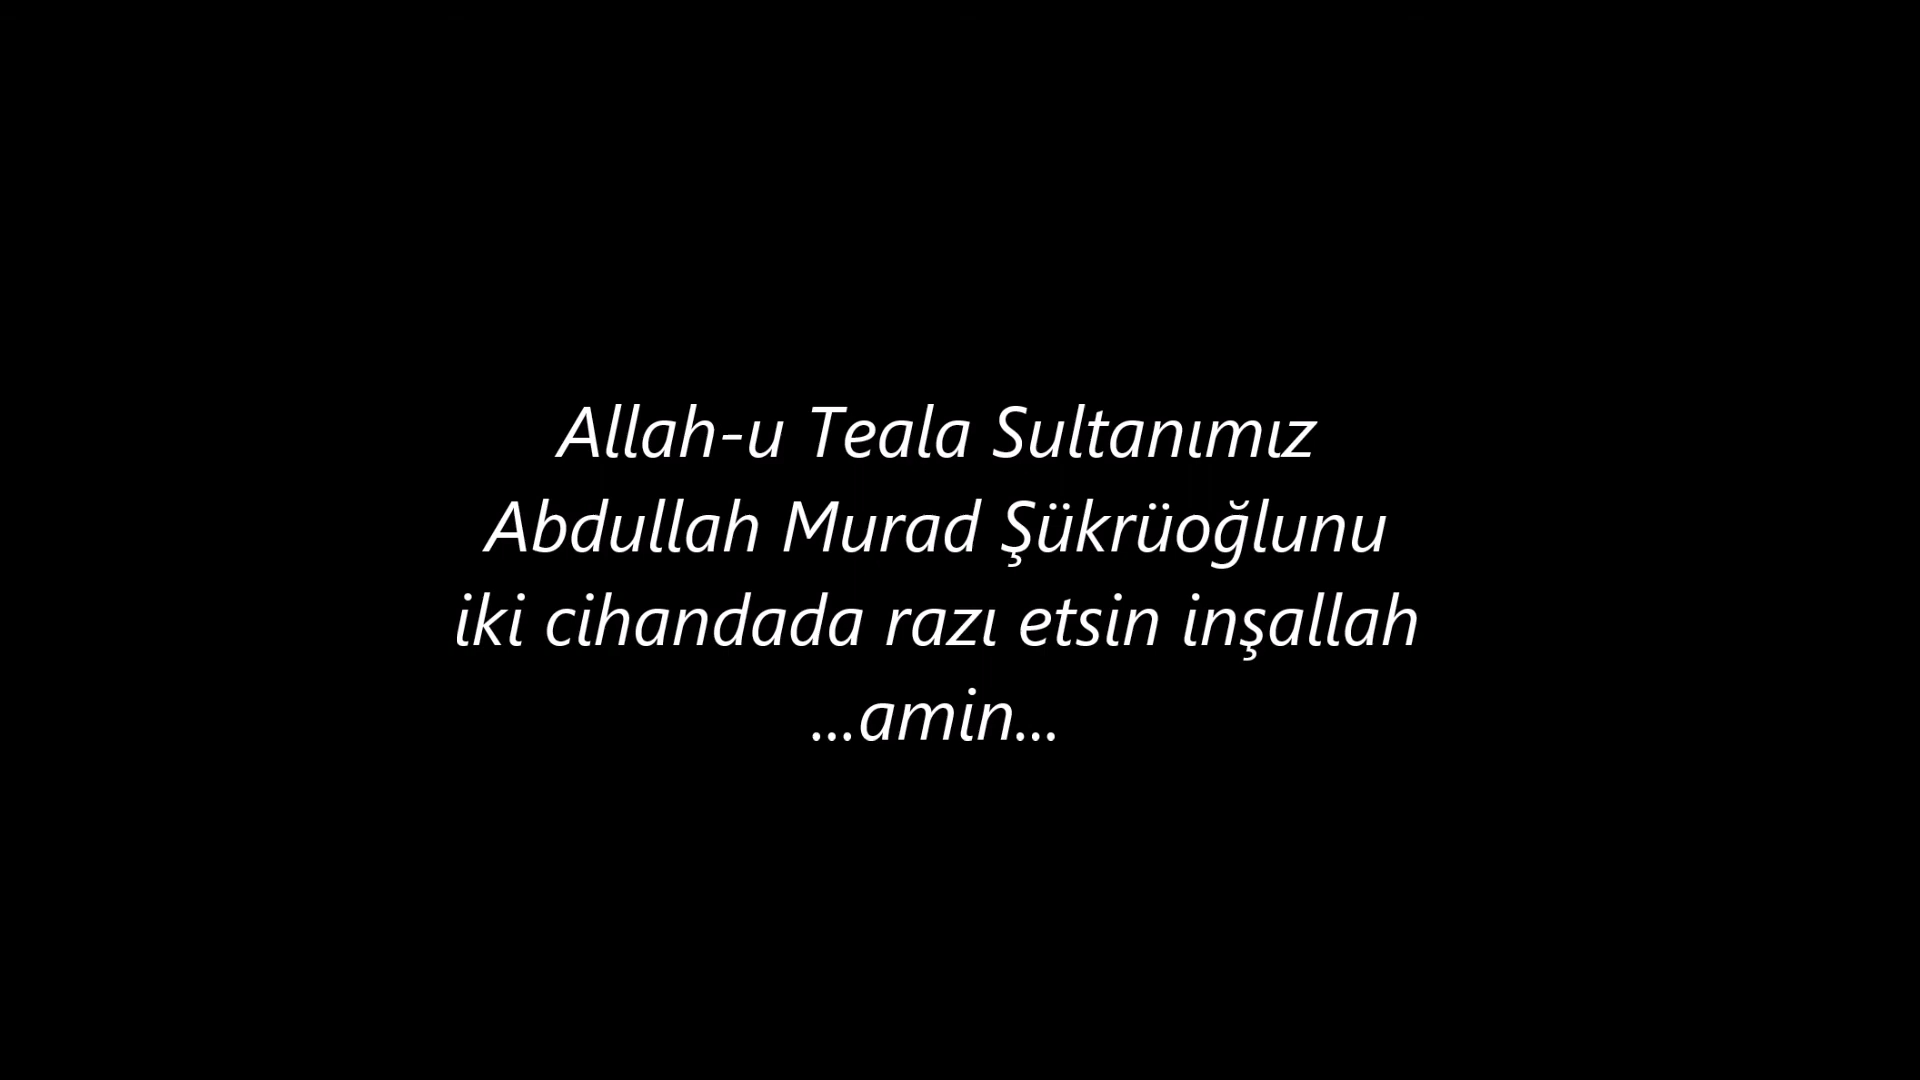 Allah-u Teala Sultanımız
Abdullah Murad Şükrüoğlunu
iki cihandada razı etsin inşallah
...amin...